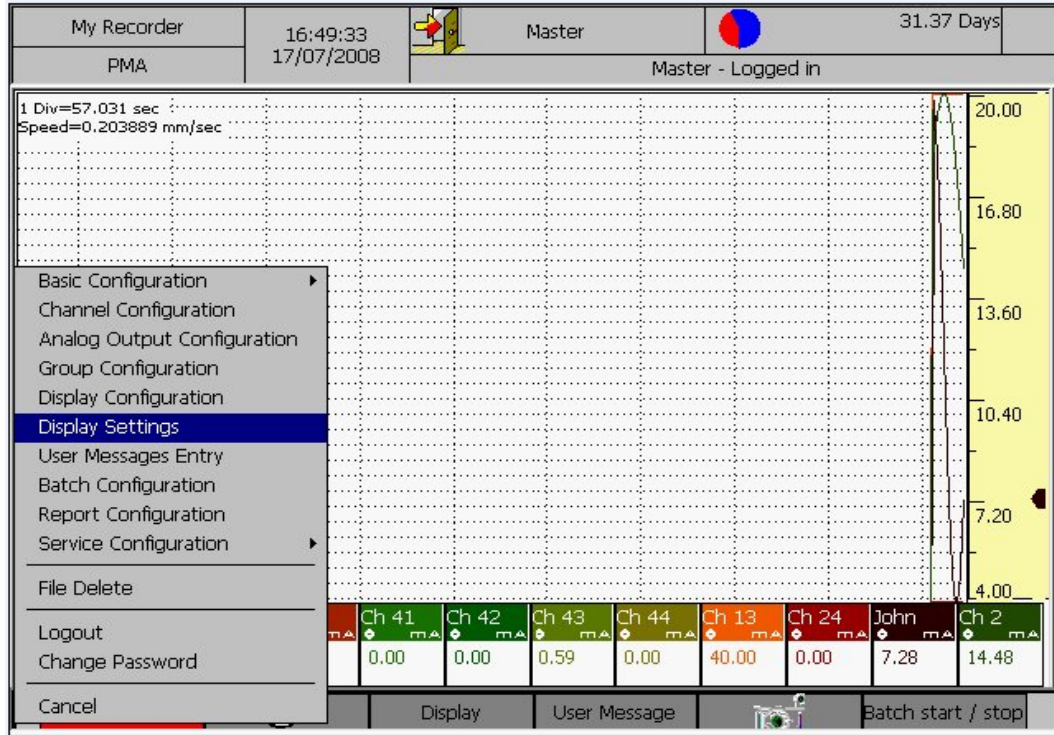 My Recorder
PMA
16:49:33
17/07/2008
Master
31.37 Days
Master - Logged in
1 Div=57.031 sec
Speed=0.203889 mm/sec
20.00
16.80
13.60
10.40
7.20
4.00
Basic Configuration
Channel Configuration
Analog Output Configuration
Group Configuration
Display Configuration
Display Settings
User Messages Entry
Batch Configuration
Report Configuration
Service Configuration
File Delete
Logout
Change Password
Cancel
mA
Ch 41 mA
0.00
Ch 42 mA
0.00
Ch 43 mA
0.59
Ch 44 mA
0.00
Ch 13 mA
40.00
Ch 24 mA
0.00
John mA
7.28
Ch 2 mA
14.48
Display
User Message
Batch start / stop